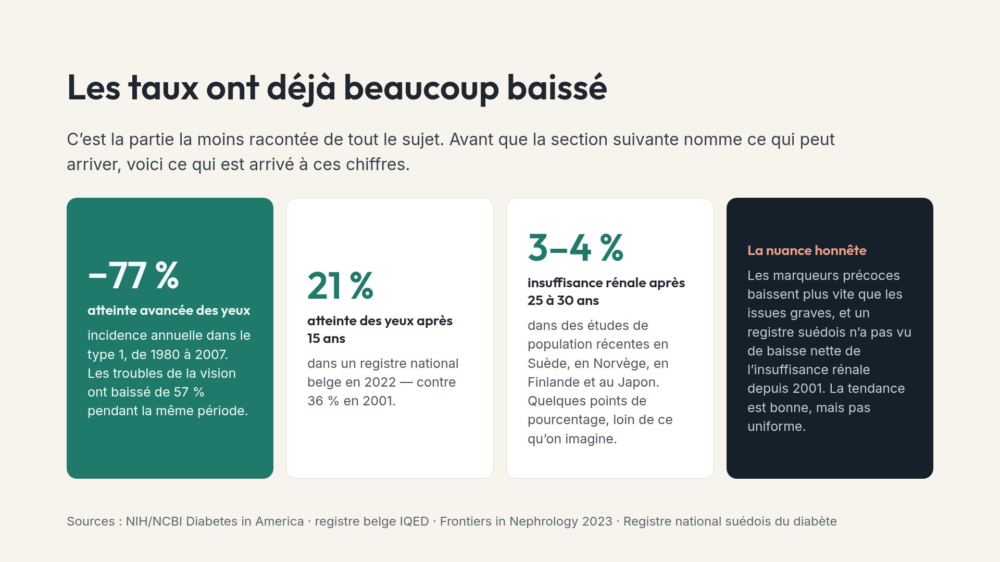 Les taux ont déjà beaucoup baissé
C’est la partie la moins racontée de tout le sujet. Avant que la section suivante nomme ce qui peut
arriver, voici ce qui est arrivé à ces chiffres.
−77 %
atteinte avancée des yeux
incidence annuelle dans le
type 1, de 1980 à 2007.
Les troubles de la vision
ont baissé de 57 %
pendant la même période.
21 %
atteinte des yeux après
15 ans
dans un registre national
belge en 2022 — contre
36 % en 2001.
3–4 %
insuffisance rénale après
25 à 30 ans
dans des études de
population récentes en
Suède, en Norvège, en
Finlande et au Japon.
Quelques points de
pourcentage, loin de ce
qu’on imagine.
La nuance honnête
Les marqueurs précoces
baissent plus vite que les
issues graves, et un
registre suédois n’a pas vu
de baisse nette de
l’insuffisance rénale
depuis 2001. La tendance
est bonne, mais pas
uniforme.
Sources : NIH/NCBI Diabetes in America · registre belge IQED · Frontiers in Nephrology 2023 · Registre national suédois du diabète